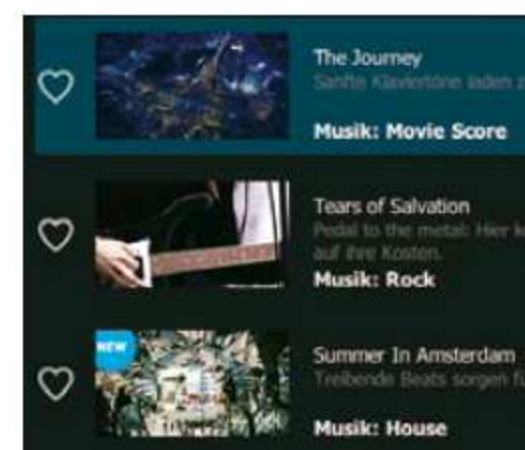 The Journey
Sanfte Klaviertöne laden z
Musik: Movie Score
Tears of Salvation
Pedal to the metal: Hier k
auf ihre Kosten.
Musik: Rock
NEW
Summer In Amsterdam
Treibende Beats sorgen fü
Musik: House